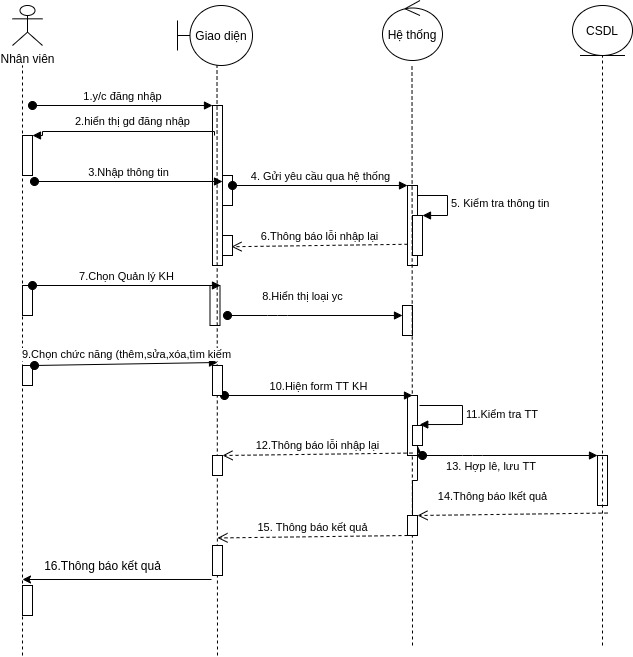 Giao diện
Hệ thống
CSDL
Nhân viên
1.y/c đăng nhập
2.hiển thị gd đăng nhập
3.Nhập thông tin
4. Gửi yêu cầu qua hệ thống
5. Kiểm tra thông tin
6.Thông báo lỗi nhập lại
7.Chọn Quản lý KH
8.Hiển thị loại yc
9.Chọn chức năng (thêm,sửa,xóa,tìm kiếm
10.Hiện form TT KH
11.Kiểm tra TT
12.Thông báo lỗi nhập lại
13. Hợp lê, lưu TT
14.Thông báo lkết quả
15. Thông báo kết quả
16.Thông báo kết quả